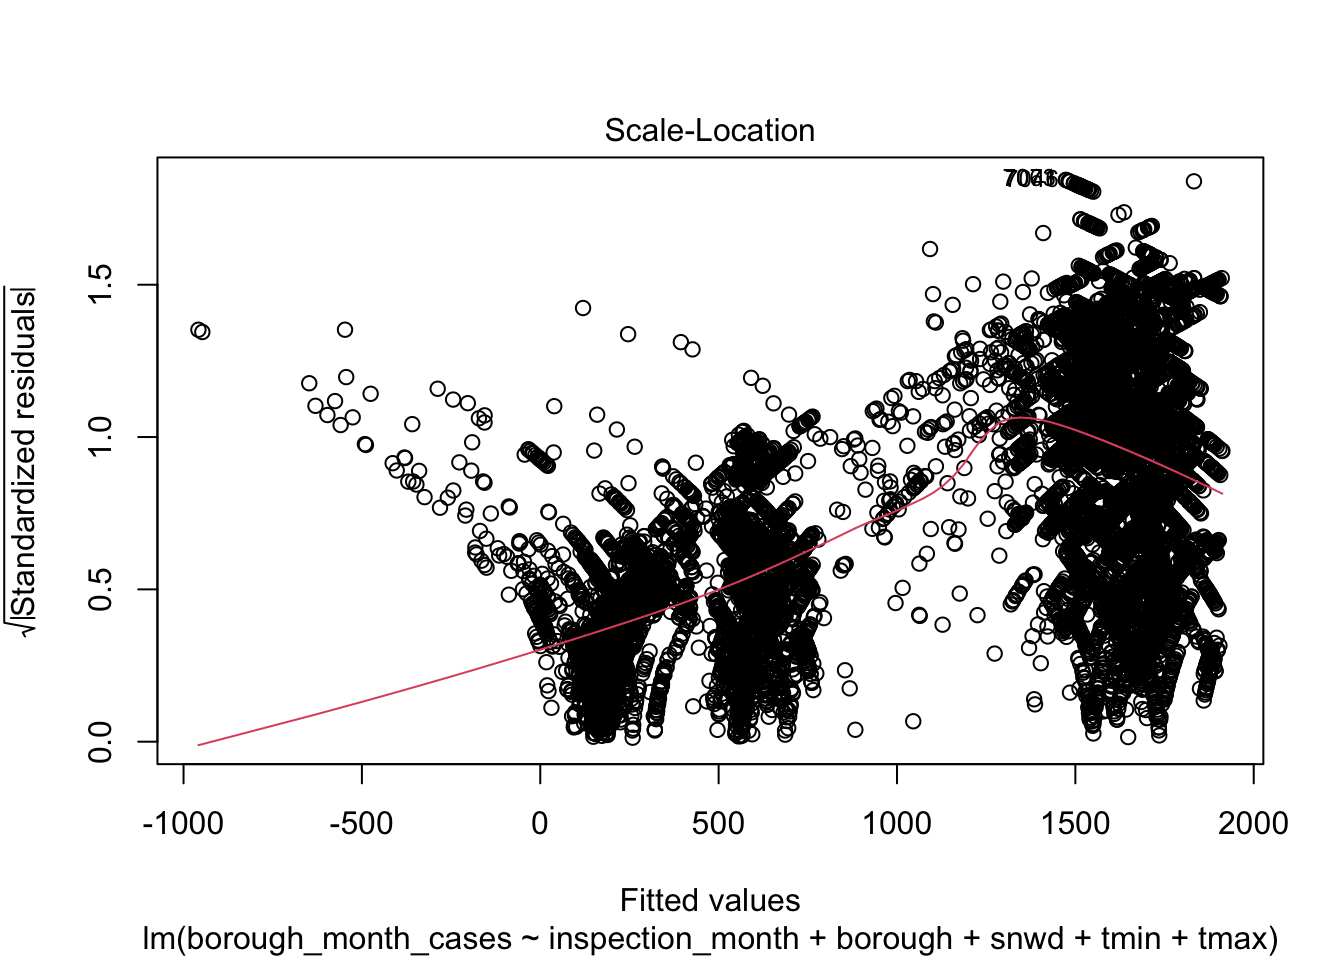 Scale-Location
√|Standardized residuals|
0.0 0.5 1.0 1.5
-1000 -500 0 500 1000 1500 2000
Fitted values
lm(borough_month_cases ~ inspection_month + borough + snwd + tmin + tmax)